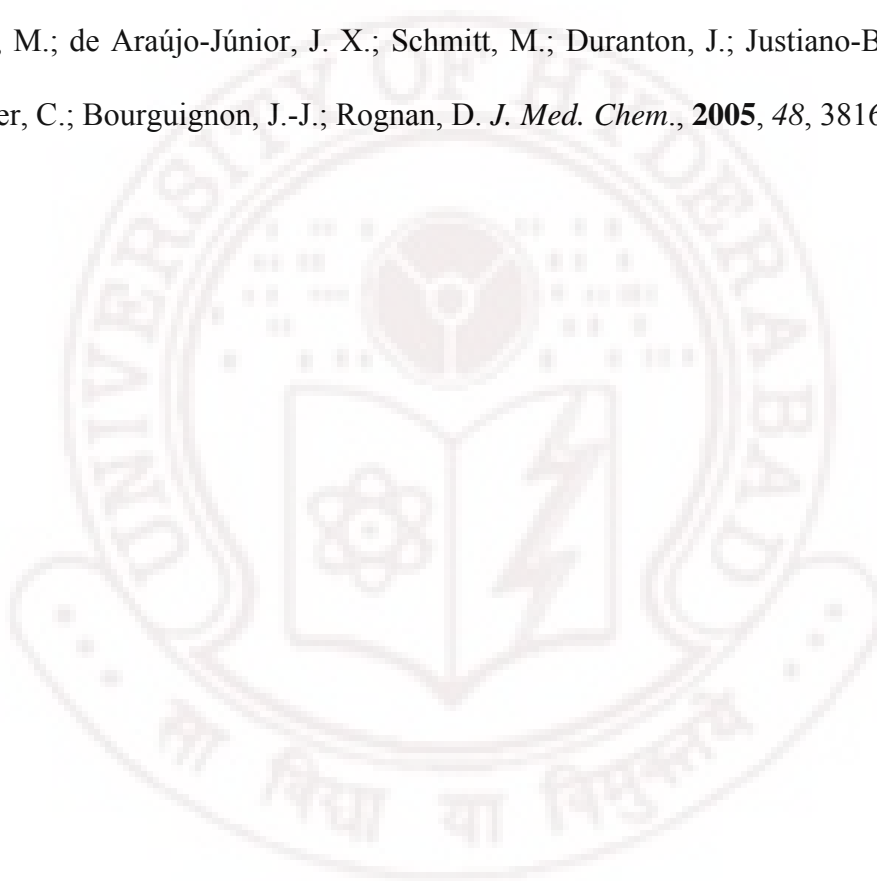 , M.; de Araújo-Júnior, J. X.; Schmitt, M.; Duranton, J.; Justiano-B
er, C.; Bourguignon, J.-J.; Rognan, D. J. Med. Chem., 2005, 48, 3816
UNIVERSITY OF HYDERABAD
सा विद्या या विमुक्तये